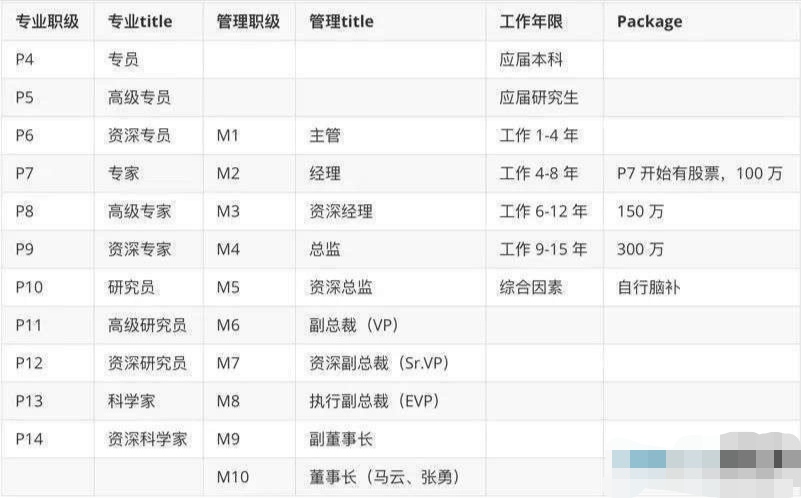 专业职级 专业title 管理职级 管理title 工作年限 Package
P4 专员 应届本科
P5 高级专员 应届研究生
P6 资深专员 M1 主管 工作 1-4 年
P7 专家 M2 经理 工作 4-8 年 P7 开始有股票，100 万
P8 高级专家 M3 资深经理 工作 6-12 年 150 万
P9 资深专家 M4 总监 工作 9-15 年 300 万
P10 研究员 M5 资深总监 综合因素 自行脑补
P11 高级研究员 M6 副总裁（VP）
P12 资深研究员 M7 资深副总裁（Sr.VP）
P13 科学家 M8 执行副总裁（EVP）
P14 资深科学家 M9 副董事长
M10 董事长（马云、张勇）